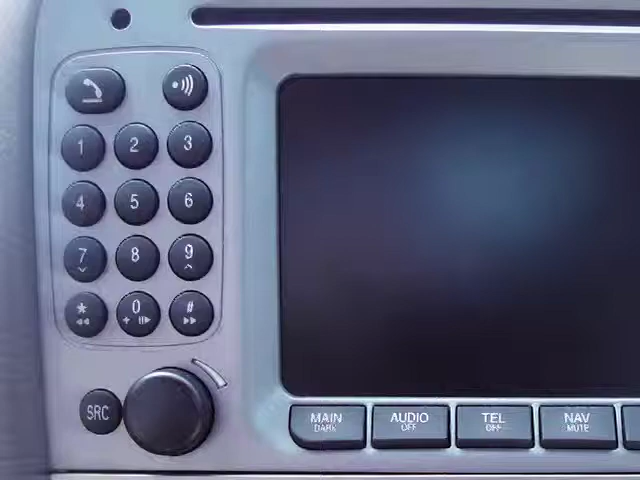 1 2 3
4 5 6
7 8 9
* 0 #
+
SRC
MAIN AUDIO TEL NAV
DARK OFF OFF MUTE